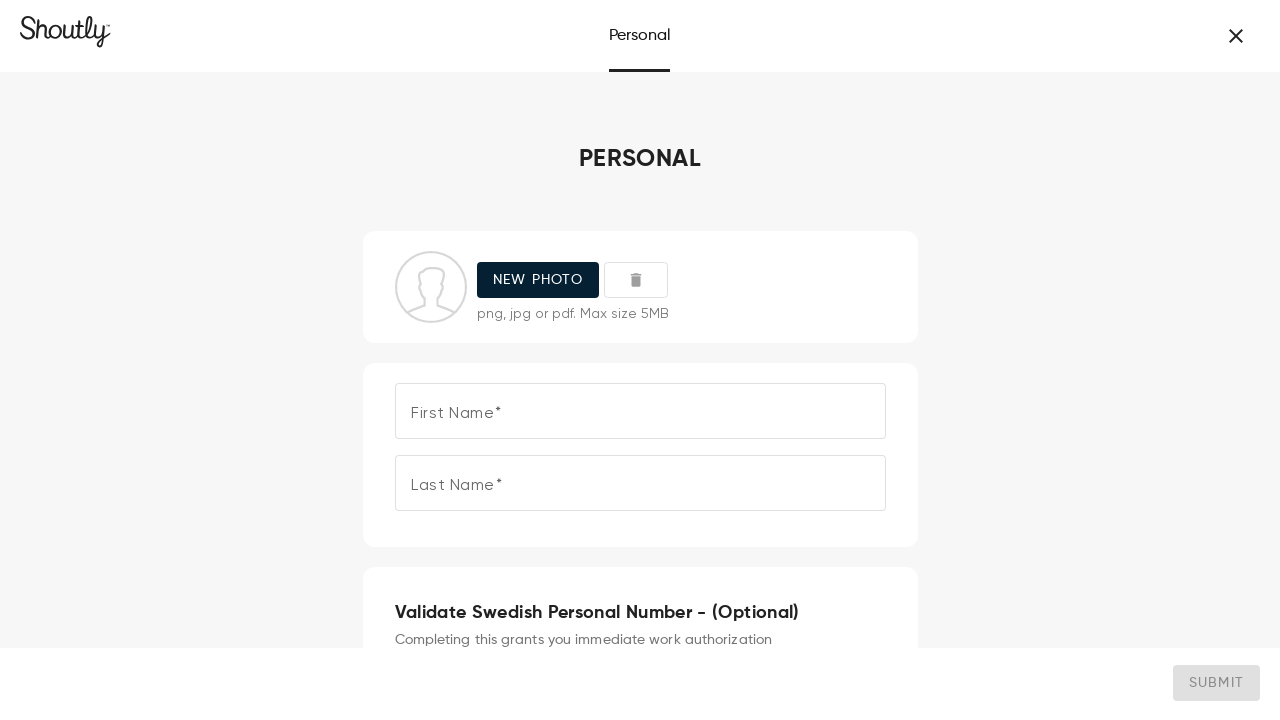 Shoutly™
Personal
PERSONAL
NEW PHOTO
png, jpg or pdf. Max size 5MB
First Name*
Last Name*
Validate Swedish Personal Number - (Optional)
Completing this grants you immediate work authorization
SUBMIT